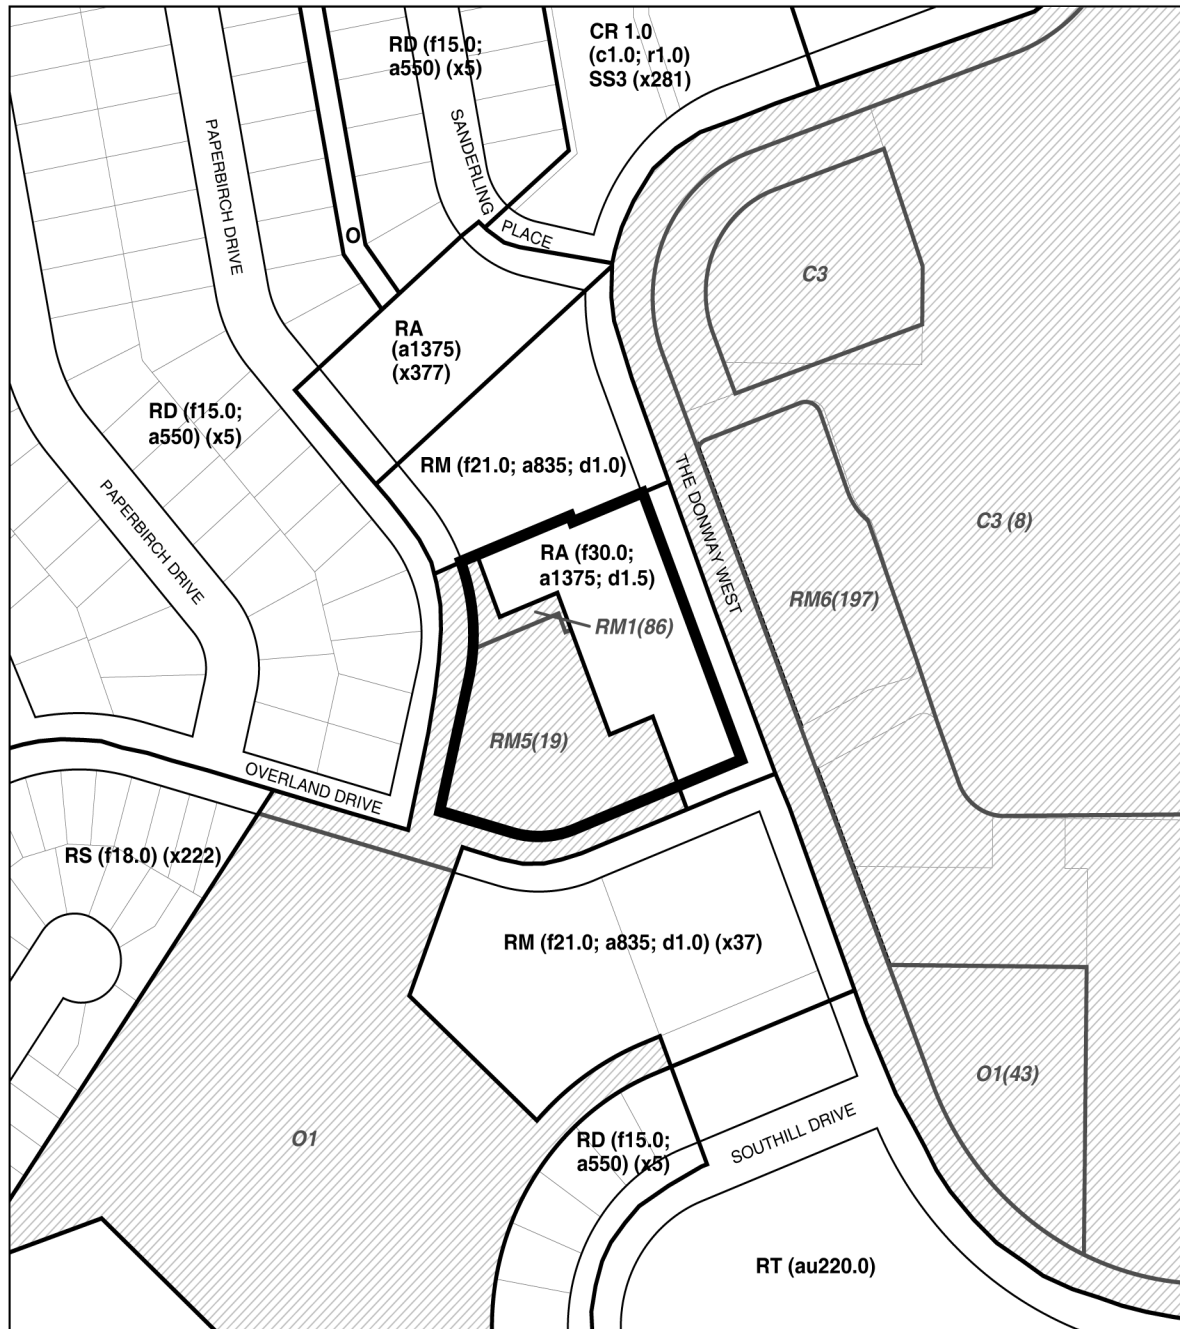 RD (f15.0;
a550) (x5)
CR 1.0
(c1.0; r1.0)
SS3 (x281)
PAPERBIRCH DRIVE
SANDERLING
PLACE
O
C3
RA
(a1375)
(x377)
RD (f15.0;
a550) (x5)
RM (f21.0; a835; d1.0)
THE DONWAY WEST
PAPERBIRCH DRIVE
C3 (8)
RA (f30.0;
a1375; d1.5)
RM6(197)
RM1(86)
RM5(19)
OVERLAND DRIVE
RS (f18.0) (x222)
RM (f21.0; a835; d1.0) (x37)
O1(43)
O1
RD (f15.0;
a550) (x5)
SOUTHILL DRIVE
RT (au220.0)